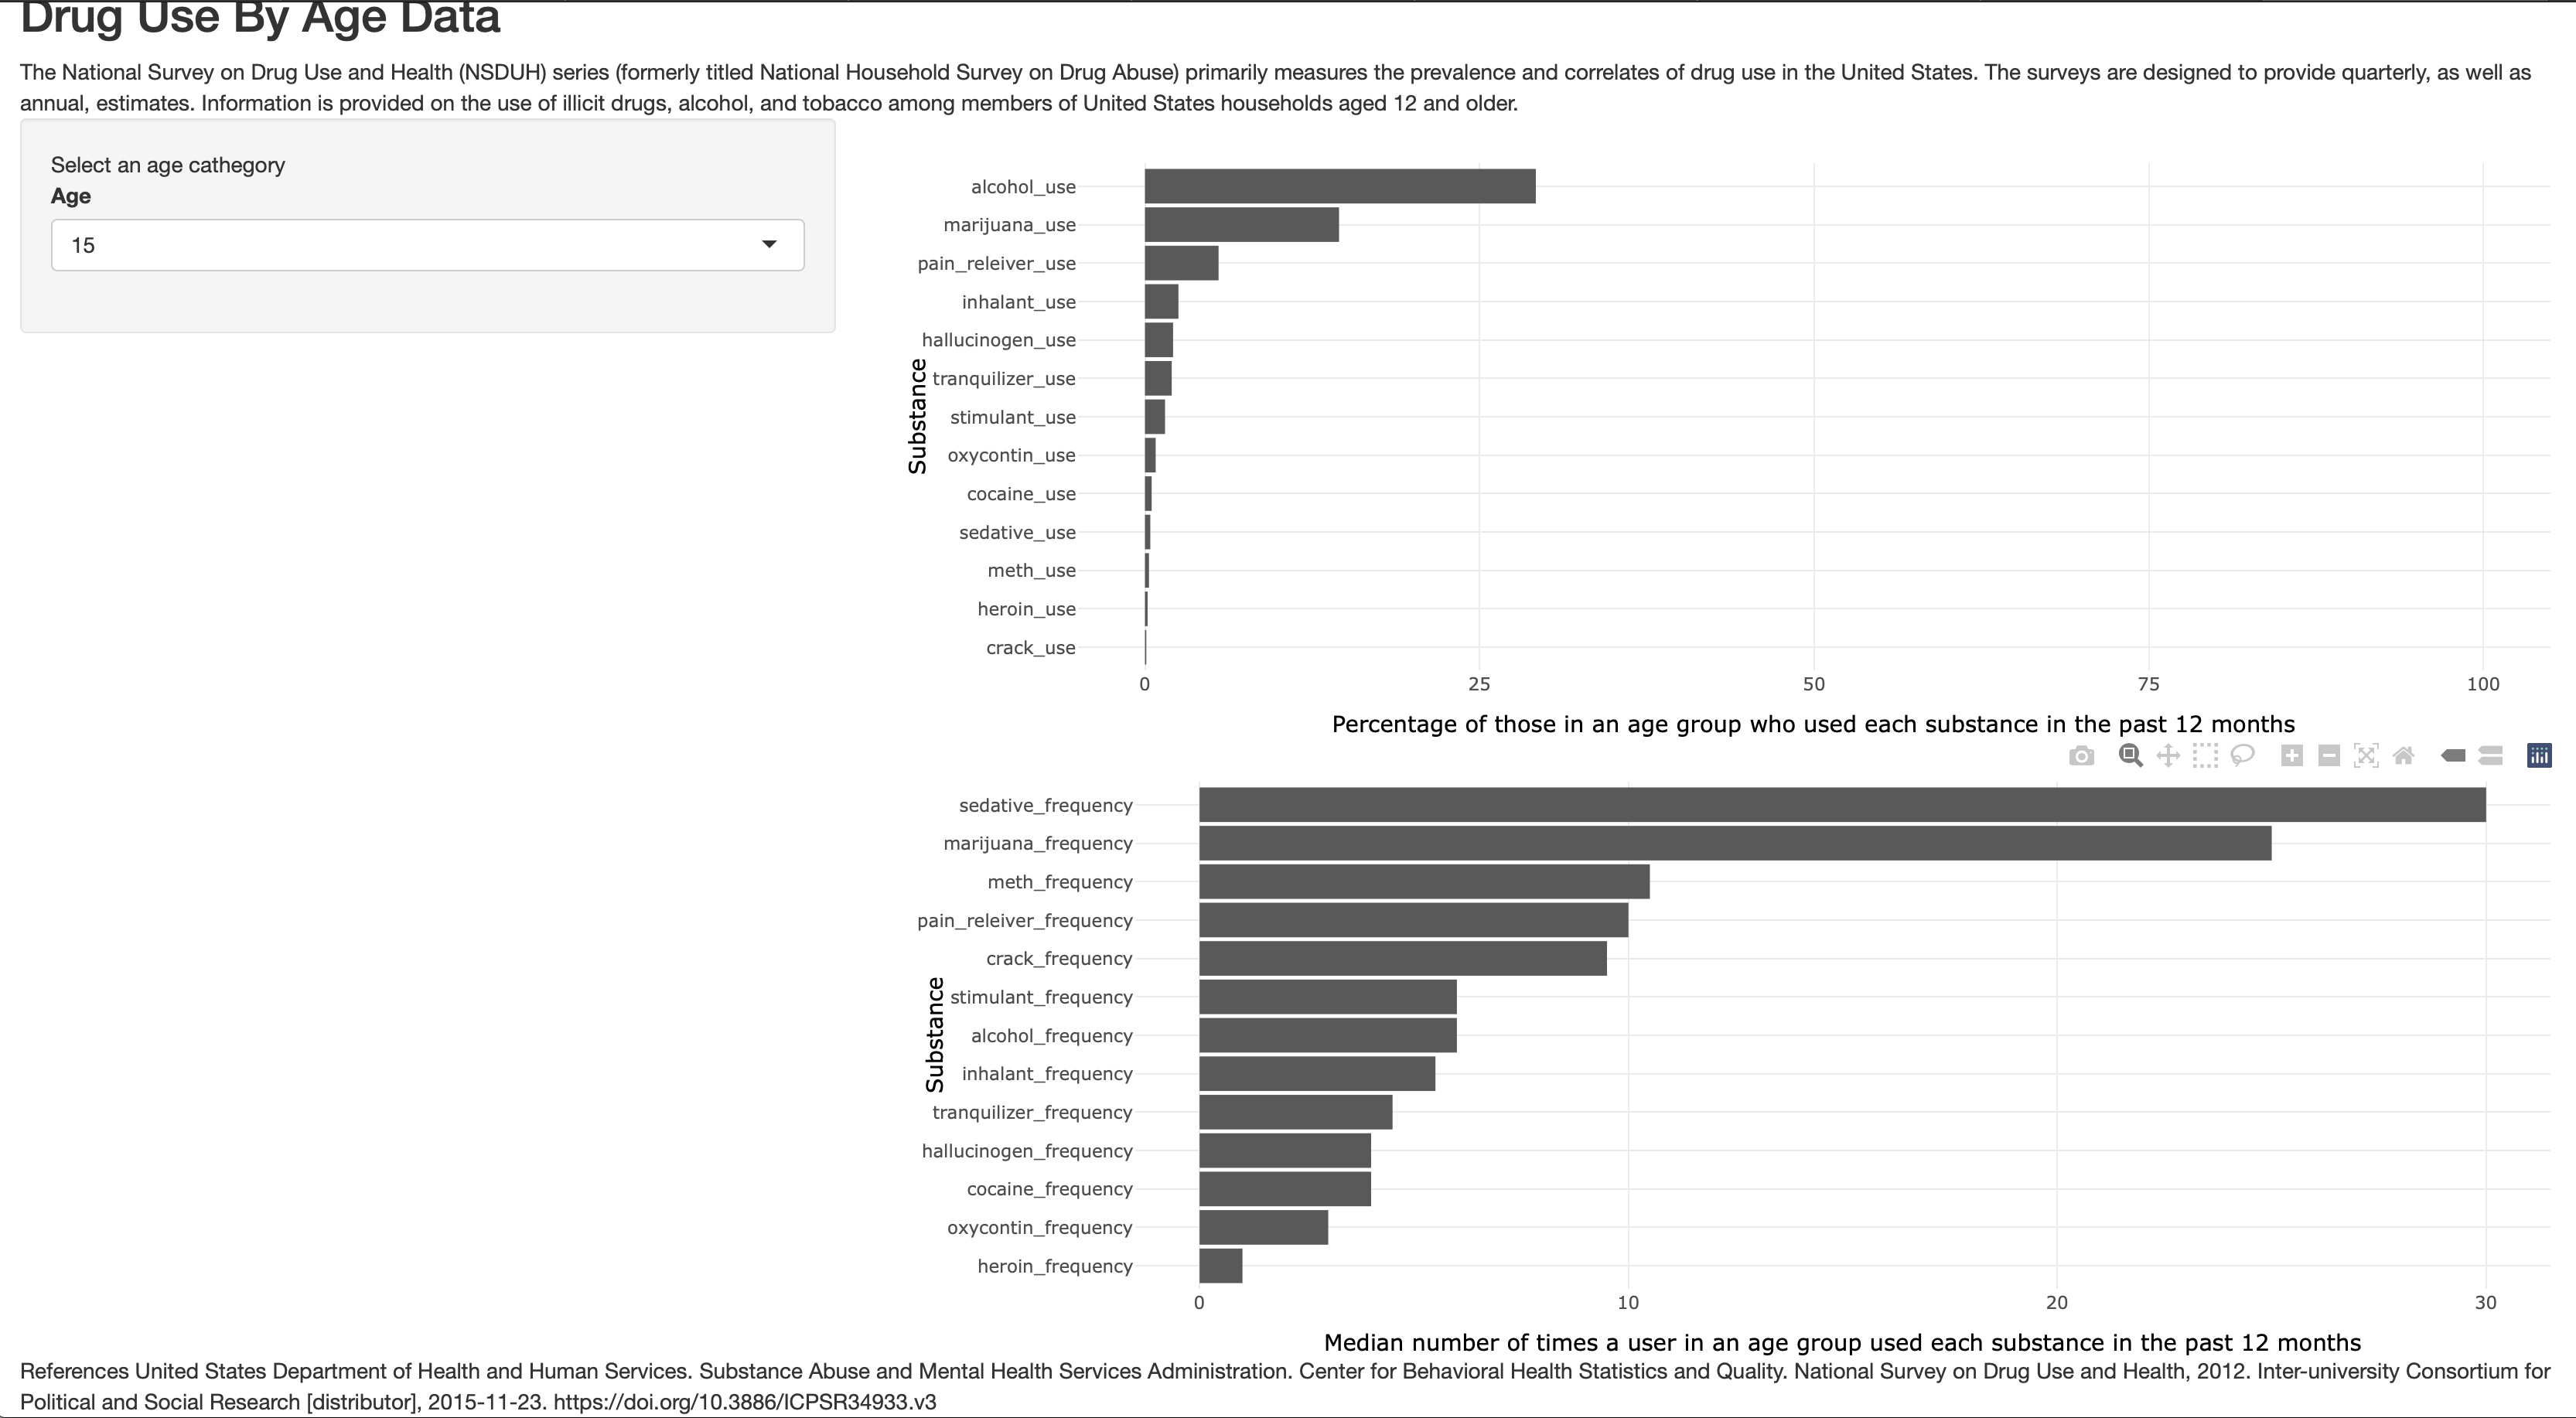 Drug Use By Age Data
The National Survey on Drug Use and Health (NSDUH) series (formerly titled National Household Survey on Drug Abuse) primarily measures the prevalence and correlates of drug use in the United States. The surveys are designed to provide quarterly, as well as
annual, estimates. Information is provided on the use of illicit drugs, alcohol, and tobacco among members of United States households aged 12 and older.
Select an age cathegory
Age
15
Substance
alcohol_use
marijuana_use
pain_releiver_use
inhalant_use
hallucinogen_use
tranquilizer_use
stimulant_use
oxycontin_use
cocaine_use
sedative_use
meth_use
heroin_use
crack_use
0 25 50 75 100
Percentage of those in an age group who used each substance in the past 12 months
Substance
sedative_frequency
marijuana_frequency
meth_frequency
pain_releiver_frequency
crack_frequency
stimulant_frequency
alcohol_frequency
inhalant_frequency
tranquilizer_frequency
hallucinogen_frequency
cocaine_frequency
oxycontin_frequency
heroin_frequency
0 10 20 30
Median number of times a user in an age group used each substance in the past 12 months
References United States Department of Health and Human Services. Substance Abuse and Mental Health Services Administration. Center for Behavioral Health Statistics and Quality. National Survey on Drug Use and Health, 2012. Inter-university Consortium for
Political and Social Research [distributor], 2015-11-23. https://doi.org/10.3886/ICPSR34933.v3